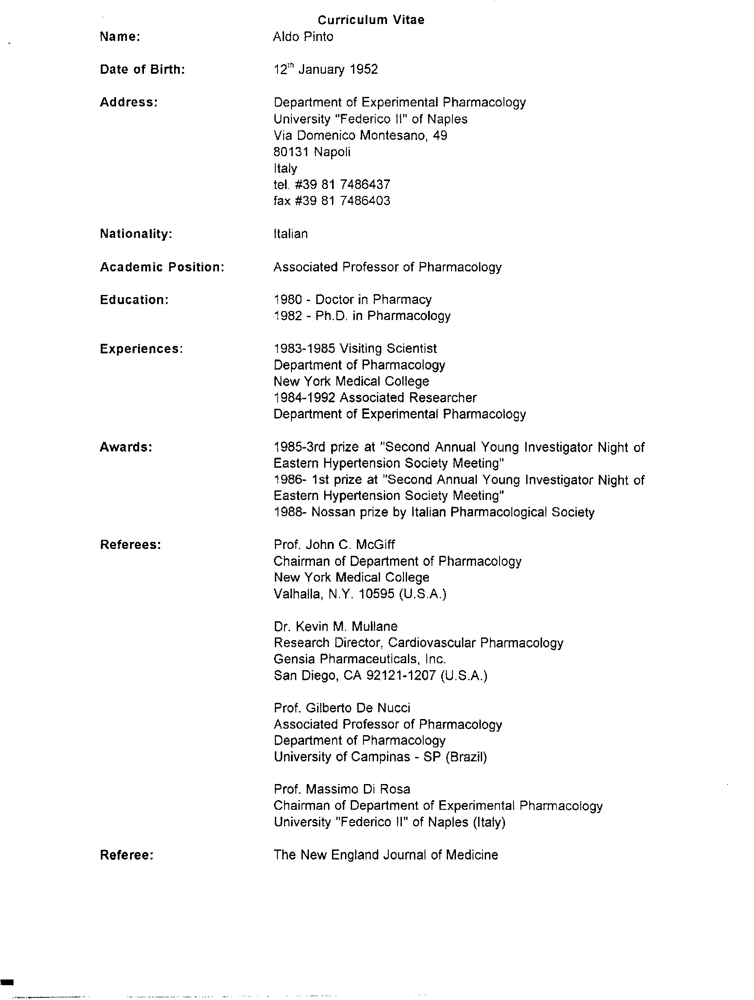 Curriculum Vitae
Name: Aldo Pinto
Date of Birth: 12th January 1952
Address: Department of Experimental Pharmacology
University "Federico II" of Naples
Via Domenico Montesano, 49
80131 Napoli
Italy
tel. #39 81 7486437
fax #39 81 7486403
Nationality: Italian
Academic Position: Associated Professor of Pharmacology
Education: 1980 - Doctor in Pharmacy
1982 - Ph.D. in Pharmacology
Experiences: 1983-1985 Visiting Scientist
Department of Pharmacology
New York Medical College
1984-1992 Associated Researcher
Department of Experimental Pharmacology
Awards: 1985-3rd prize at "Second Annual Young Investigator Night of
Eastern Hypertension Society Meeting"
1986- 1st prize at "Second Annual Young Investigator Night of
Eastern Hypertension Society Meeting"
1988- Nossan prize by Italian Pharmacological Society
Referees: Prof. John C. McGiff
Chairman of Department of Pharmacology
New York Medical College
Valhalla, N.Y. 10595 (U.S.A.)
Dr. Kevin M. Mullane
Research Director, Cardiovascular Pharmacology
Gensia Pharmaceuticals, Inc.
San Diego, CA 92121-1207 (U.S.A.)
Prof. Gilberto De Nucci
Associated Professor of Pharmacology
Department of Pharmacology
University of Campinas - SP (Brazil)
Prof. Massimo Di Rosa
Chairman of Department of Experimental Pharmacology
University "Federico II" of Naples (Italy)
Referee: The New England Journal of Medicine